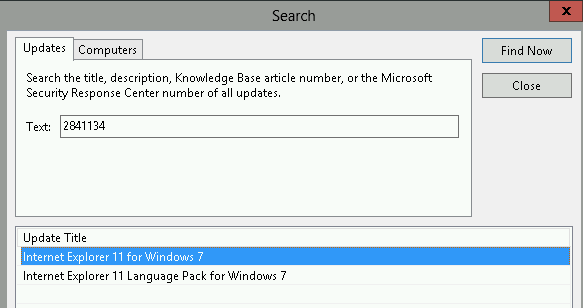 Search
x
Updates
Computers
Find Now
Search the title, description, Knowledge Base article number, or the Microsoft
Security Response Center number of all updates.
Close
Text:
2841134
Update Title
Internet Explorer 11 for Windows 7
Internet Explorer 11 Language Pack for Windows 7